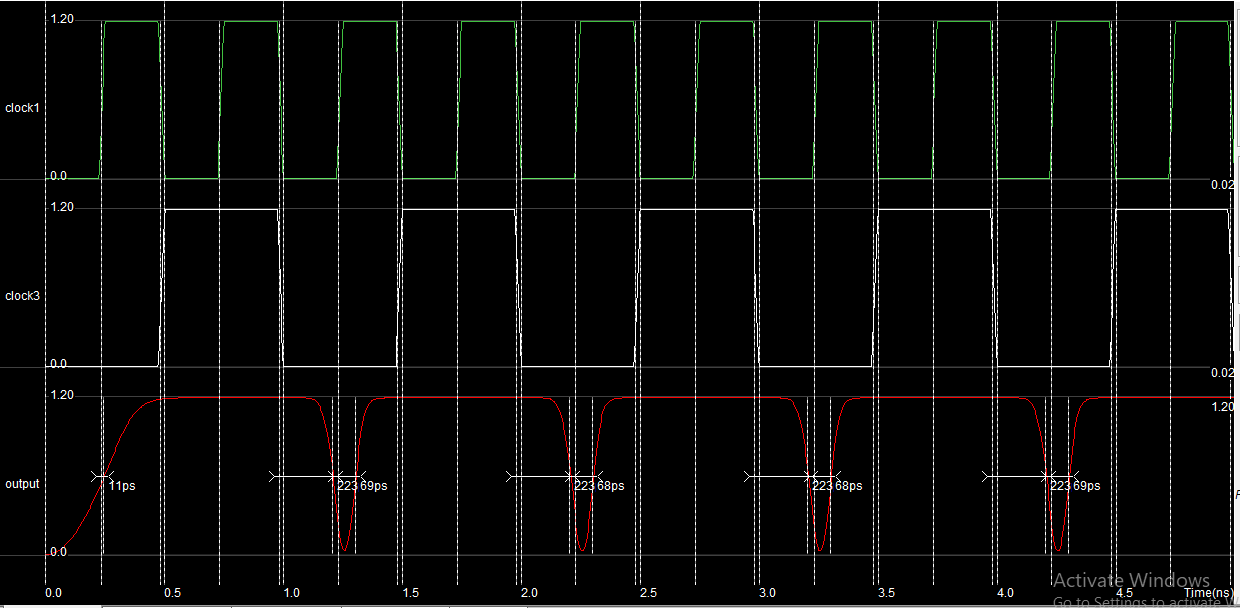 1.20
clock1
0.0
0.02
1.20
clock3
0.0
0.02
1.20
1.20
output
11ps
223 69ps
223 68ps
223 68ps
223 69ps
0.0
0.0 0.5 1.0 1.5 2.0 2.5 3.0 3.5 4.0 4.5 Time(ns)
Activate Windows
Go to Settings to activate W